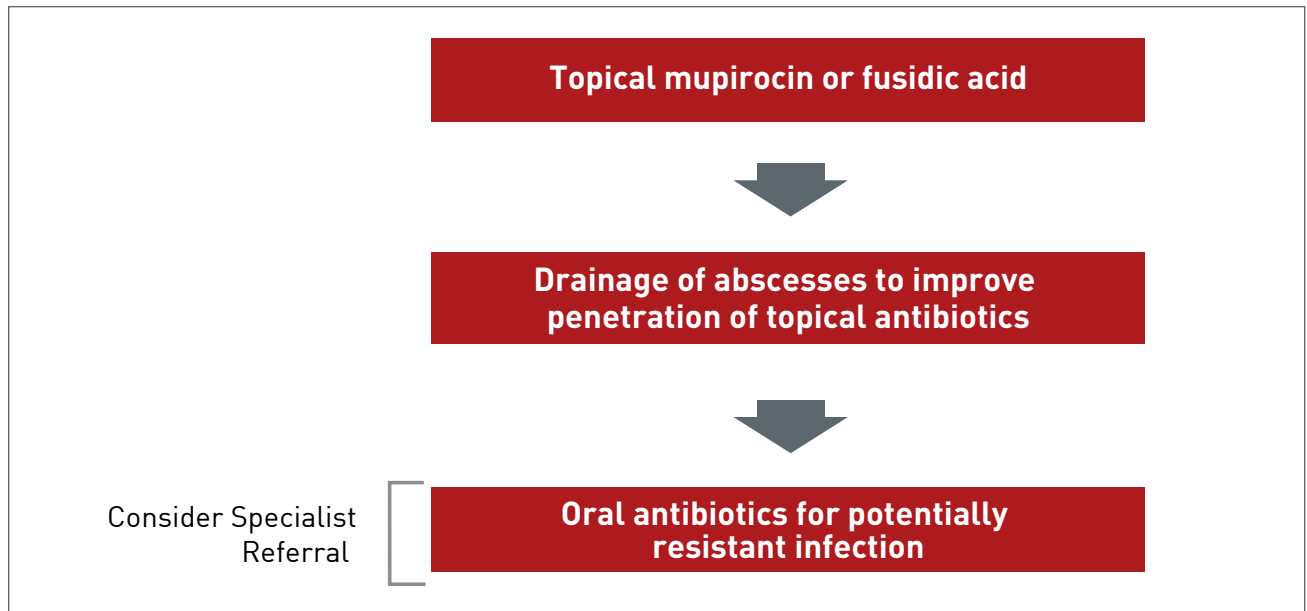 Topical mupirocin or fusidic acid
Drainage of abscesses to improve
penetration of topical antibiotics
Consider Specialist
Referral
Oral antibiotics for potentially
resistant infection